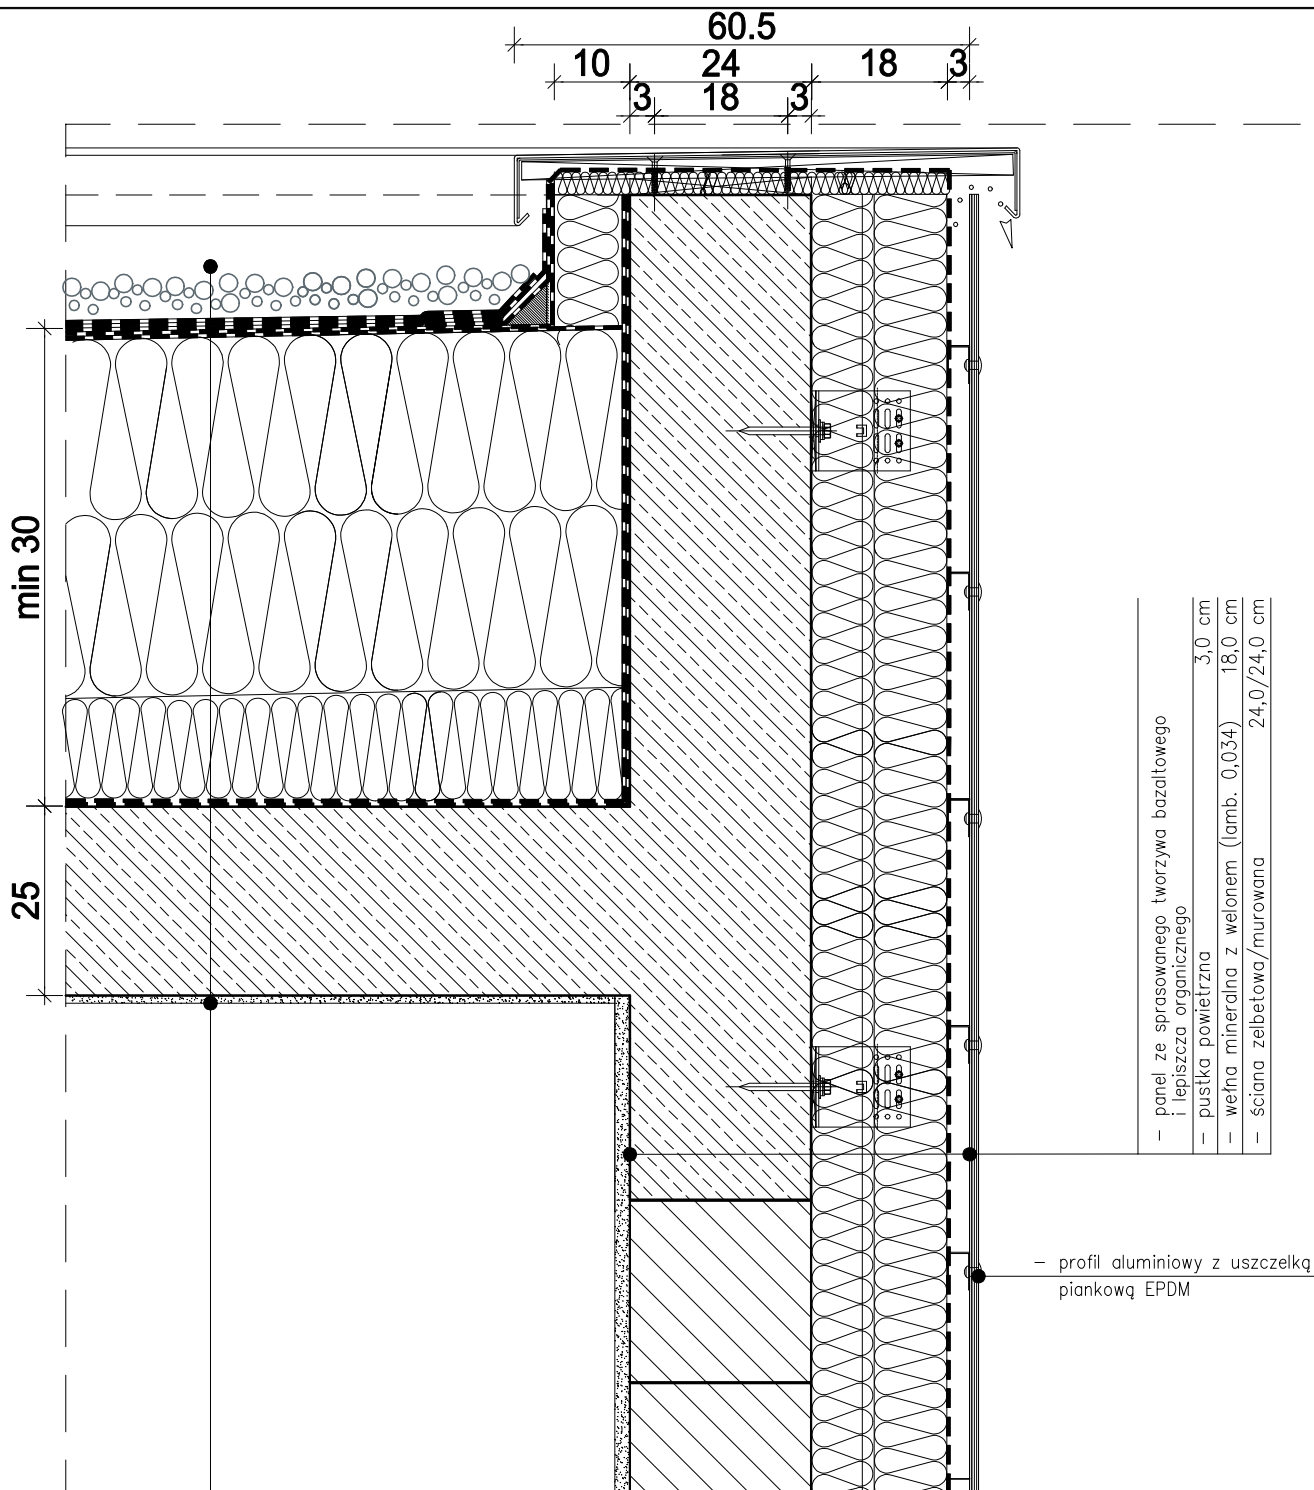 60.5
10 24 18 3
3 18 3
min 30
25
– panel ze sprasowanego tworzywa bazaltowego
i lepiszcza organicznego
– pustka powietrzna 3,0 cm
– wełna mineralna z welonem (lamb. 0,034) 18,0 cm
– ściana żelbetowa/murowana 24,0/24,0 cm
– profil aluminiowy z uszczelką
piankową EPDM